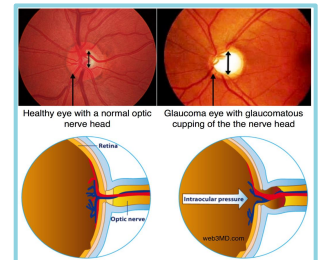 Healthy eye with a normal optic
nerve head
Glaucoma eye with glaucomatous
cupping of the the nerve head
Retina
Optic nerve
Intraocular pressure
web3MD.com